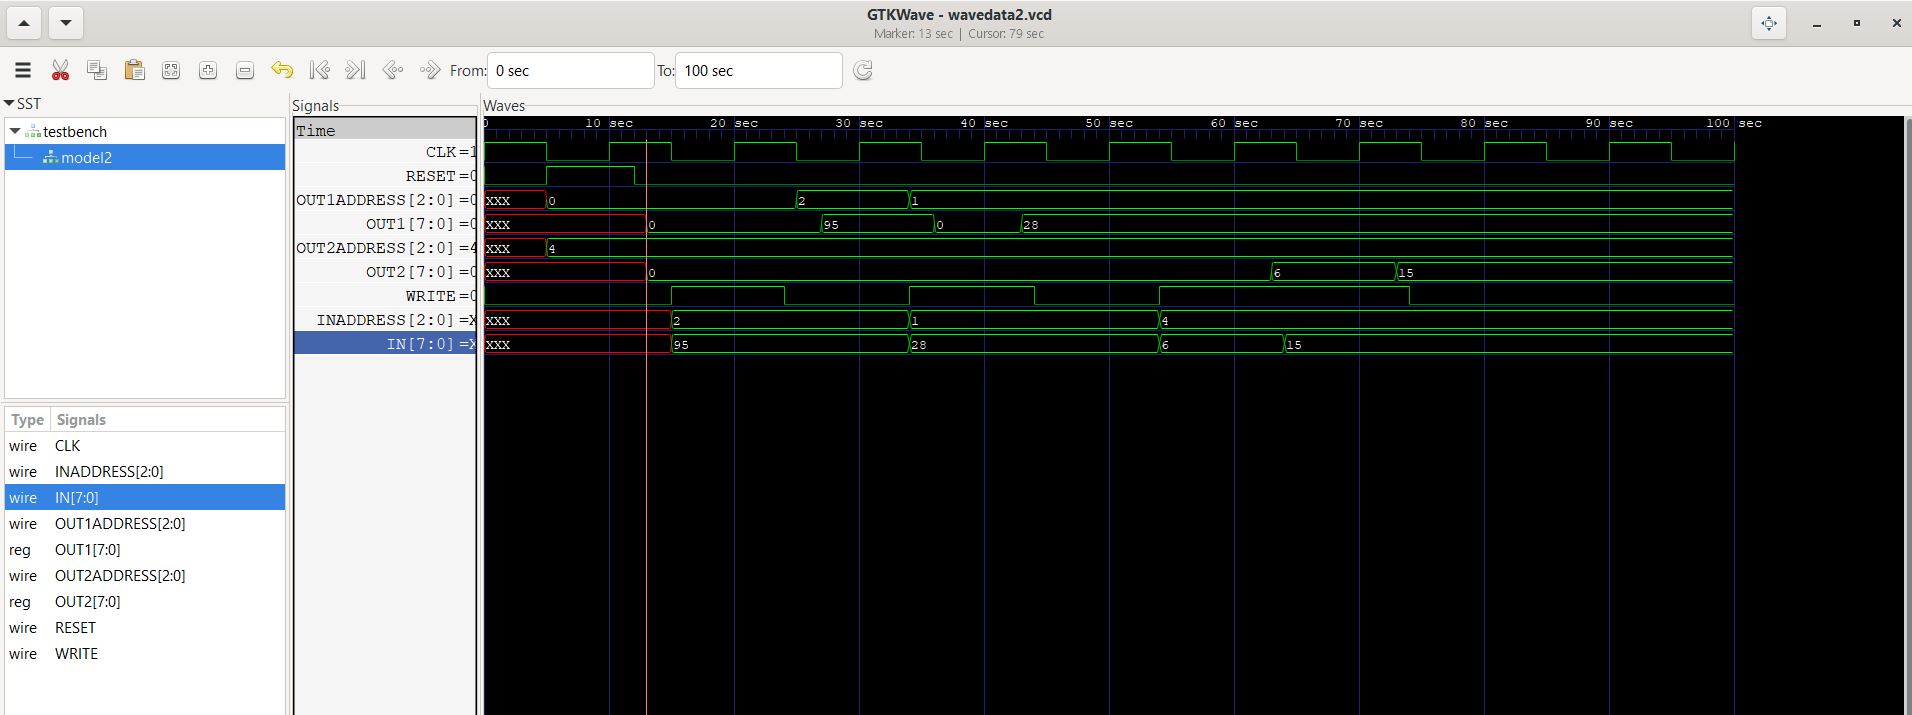 GTKWave - wavedata2.vcd
Marker: 13 sec | Cursor: 79 sec
From: 0 sec To: 100 sec
SST
testbench
model2
Type Signals
wire CLK
wire INADDRESS[2:0]
wire IN[7:0]
wire OUT1ADDRESS[2:0]
reg OUT1[7:0]
wire OUT2ADDRESS[2:0]
reg OUT2[7:0]
wire RESET
wire WRITE
Signals
Time
CLK=1
RESET=0
OUT1ADDRESS[2:0]=0
OUT1[7:0]=0
OUT2ADDRESS[2:0]=4
OUT2[7:0]=0
WRITE=0
INADDRESS[2:0]=X
IN[7:0]=X
Waves
0 10 sec 20 sec 30 sec 40 sec 50 sec 60 sec 70 sec 80 sec 90 sec 100 sec
xxx 0 2 1
xxx 0 95 0 28
xxx 4
xxx 0 6 15
xxx 2 1 4
xxx 95 28 6 15